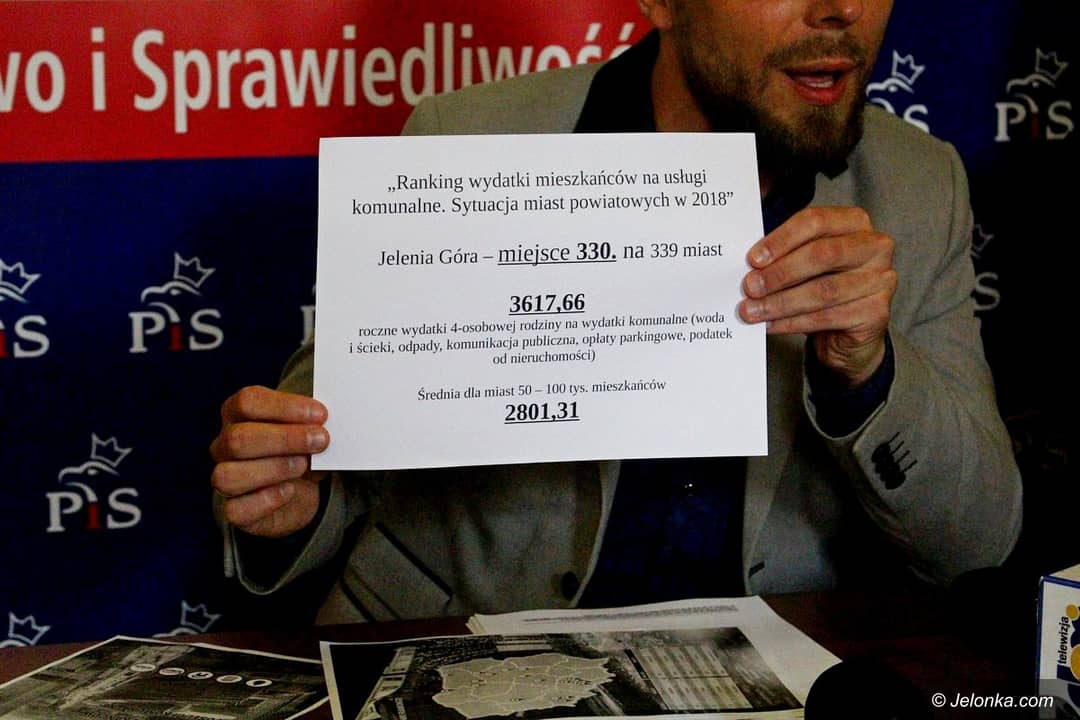 wo i Sprawiedliwość
PiS
PiS
PiS
PiS
PiS
„Ranking wydatki mieszkańców na usługi
komunalne. Sytuacja miast powiatowych w 2018”
Jelenia Góra – miejsce 330. na 339 miast
3617,66
roczne wydatki 4-osobowej rodziny na wydatki komunalne (woda
i ścieki, odpady, komunikacja publiczna, opłaty parkingowe, podatek
od nieruchomości)
Średnia dla miast 50 – 100 tys. mieszkańców
2801,31
telewizja
© Jelonka.com